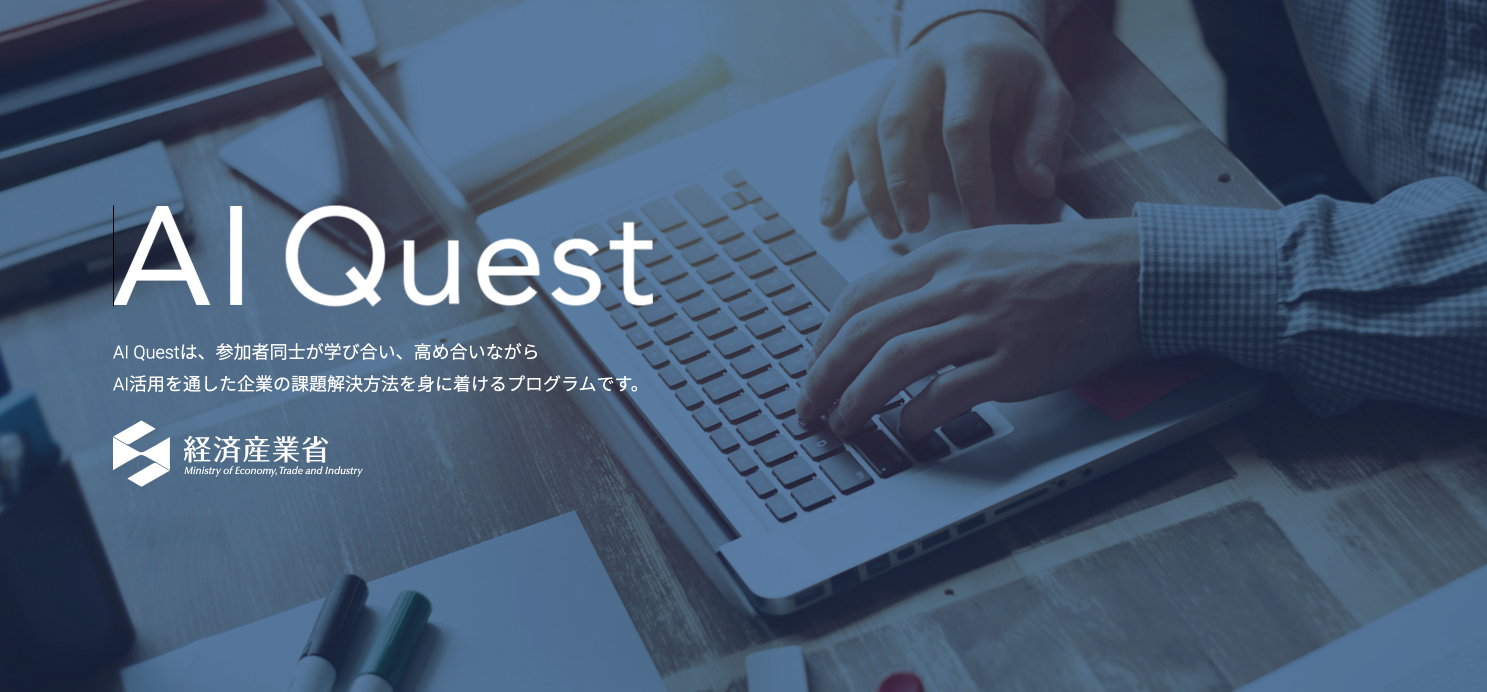 AI Quest
AI Questは、参加者同士が学び合い、高め合いながら
AI活用を通した企業の課題解決方法を身に着けるプログラムです。
経済産業省
Ministry of Economy, Trade and Industry